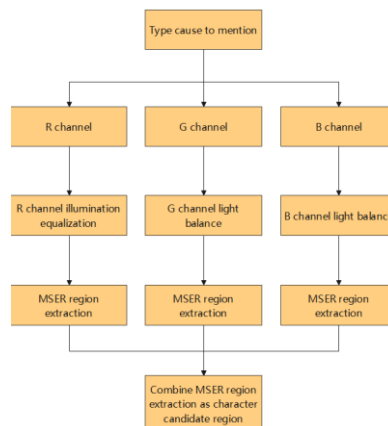 Type cause to mention
R channel
G channel
B channel
R channel illumination
equalization
G channel light
balance
B channel light balanc
MSER region
extraction
MSER region
extraction
MSER region
extraction
Combine MSER region
extraction as character
candidate region